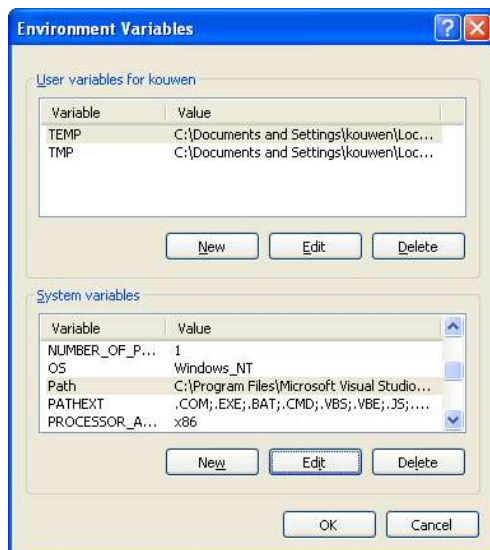 Environment Variables
User variables for kouwen
Variable Value
TEMP C:\Documents and Settings\kouwen\Loc...
TMP C:\Documents and Settings\kouwen\Loc...
New Edit Delete
System variables
Variable Value
NUMBER_OF_P... 1
OS Windows_NT
Path C:\Program Files\Microsoft Visual Studio...
PATHEXT .COM;.EXE;.BAT;.CMD;.VBS;.VBE;.JS;....
PROCESSOR_A... x86
New Edit Delete
OK Cancel